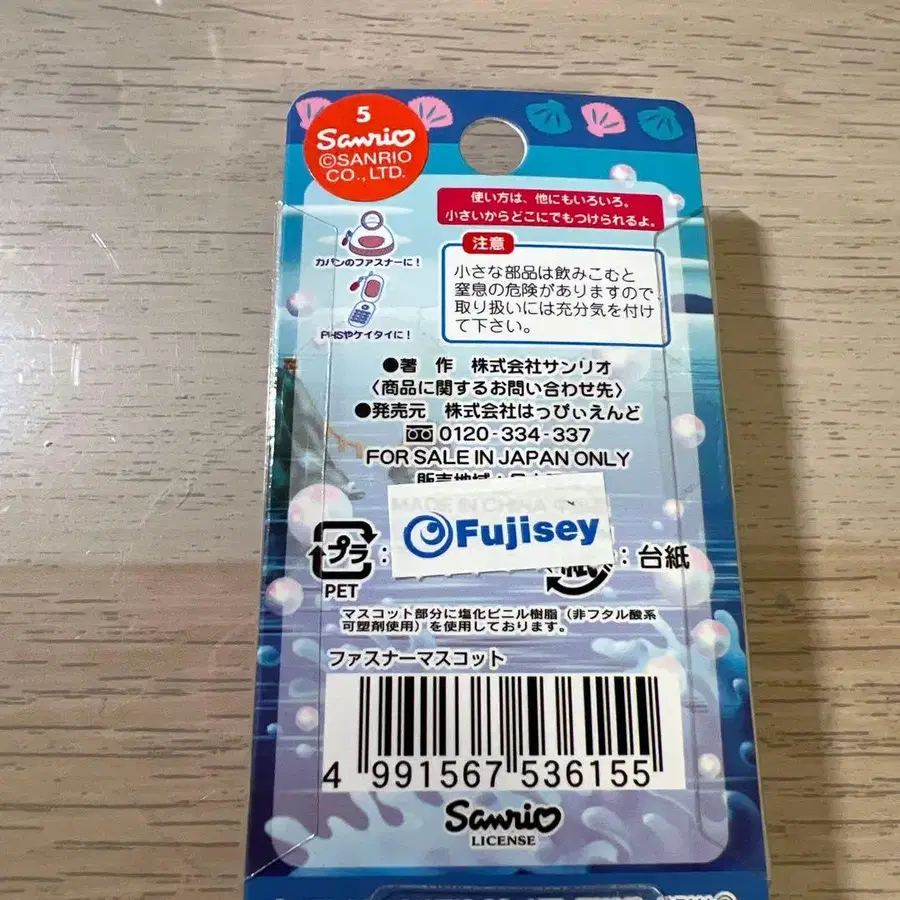 5
Sanrio
©SANRIO
CO., LTD.
使い方は、他にもいろいろ。
小さいからどこにでもつけられるよ。
カバンのファスナーに!
PHSやケイタイに!
注意
小さな部品は飲みこむと
窒息の危険がありますので
取り扱いには充分気を付け
て下さい。
●著 作 株式会社サンリオ
〈商品に関するお問い合わせ先〉
●発売元 株式会社はっぴぃえんど
0120-334-337
FOR SALE IN JAPAN ONLY
販売地域:日
MADE IN CHINA
Fujisey
プラ :
PET
: 台紙
マスコット部分に塩化ビニル樹脂(非フタル酸系
可塑剤使用)を使用しております。
ファスナーマスコット
4 991567 536155
Sanrio
LICENSE